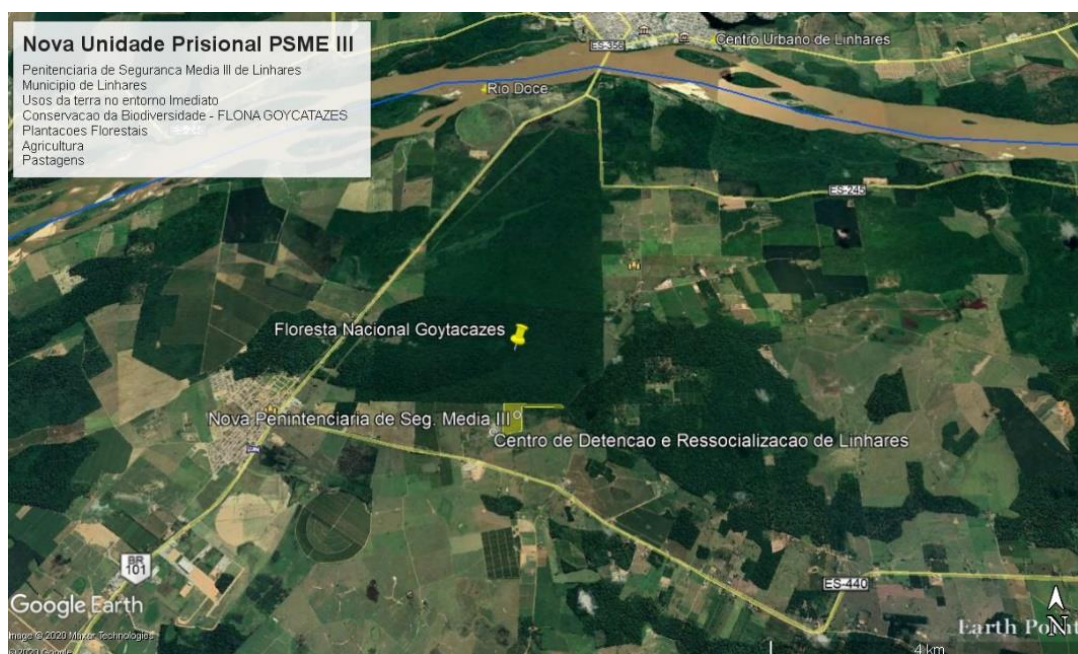 Nova Unidade Prisional PSME III
Penitenciaria de Seguranca Media III de Linhares
Municipio de Linhares
Usos da terra no entorno Imediato
Conservacao da Biodiversidade - FLONA GOYCATAZES
Plantacoes Florestais
Agricultura
Pastagens
ES-356
Centro Urbano de Linhares
Rio Doce
ES-245
Floresta Nacional Goytacazes
Nova Penintenciaria de Seg. Media III
Centro de Detencao e Ressocializacao de Linhares
BR
101
ES-440
Google Earth
Image © 2020 Maxar Technologies
© 2020 Google
N
Earth Point
4 km